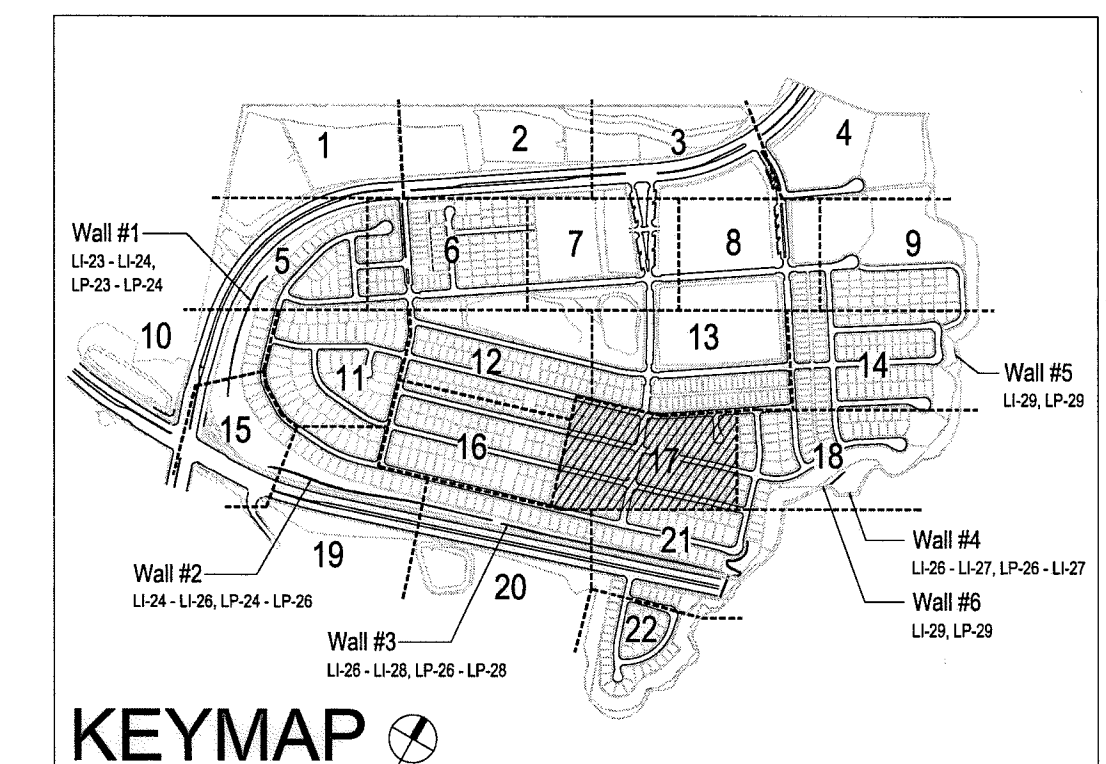 1
2
3
4
Wall #1
LI-23 - LI-24,
LP-23 - LP-24
5
6
7
8
9
10
11
12
13
14
Wall #5
LI-29, LP-29
15
16
17
18
Wall #4
LI-26 - LI-27, LP-26 - LI-27
Wall #6
LI-29, LP-29
19
20
21
22
Wall #2
LI-24 - LI-26, LP-24 - LP-26
Wall #3
LI-26 - LI-28, LP-26 - LP-28
KEYMAP